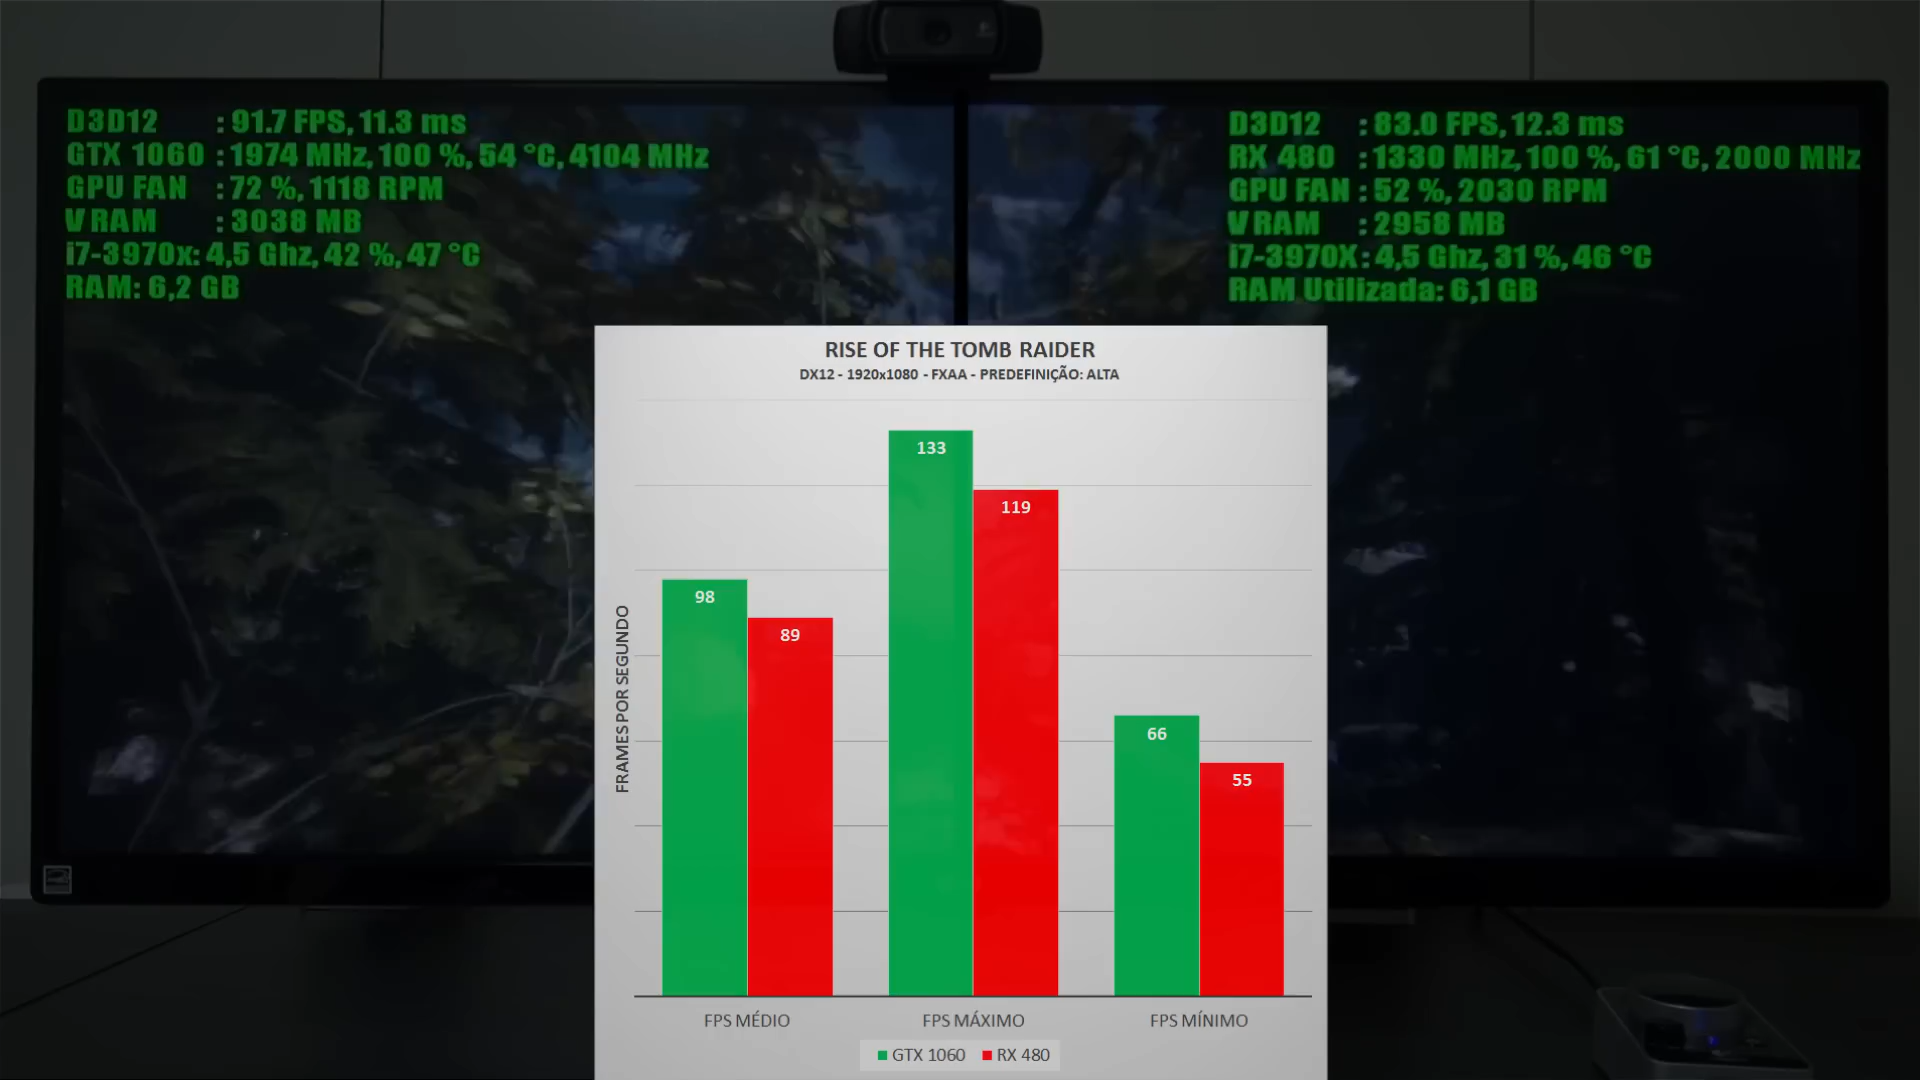 D3D12 : 91.7 FPS, 11.3 ms
GTX 1060 : 1974 MHz, 100 %, 54 °C, 4104 MHz
GPU FAN : 72 %, 1118 RPM
VRAM : 3038 MB
i7-3970x: 4,5 Ghz, 42 %, 47 °C
RAM: 6,2 GB
D3D12 : 83.0 FPS, 12.3 ms
RX 480 : 1330 MHz, 100 %, 61 °C, 2000 MHz
GPU FAN : 52 %, 2030 RPM
VRAM : 2958 MB
i7-3970X: 4,5 Ghz, 31 %, 46 °C
RAM Utilizada: 6,1 GB
RISE OF THE TOMB RAIDER
DX12 - 1920x1080 - FXAA - PREDEFINIÇÃO: ALTA
FRAMES POR SEGUNDO
98
89
133
119
66
55
FPS MÉDIO
FPS MÁXIMO
FPS MÍNIMO
GTX 1060
RX 480